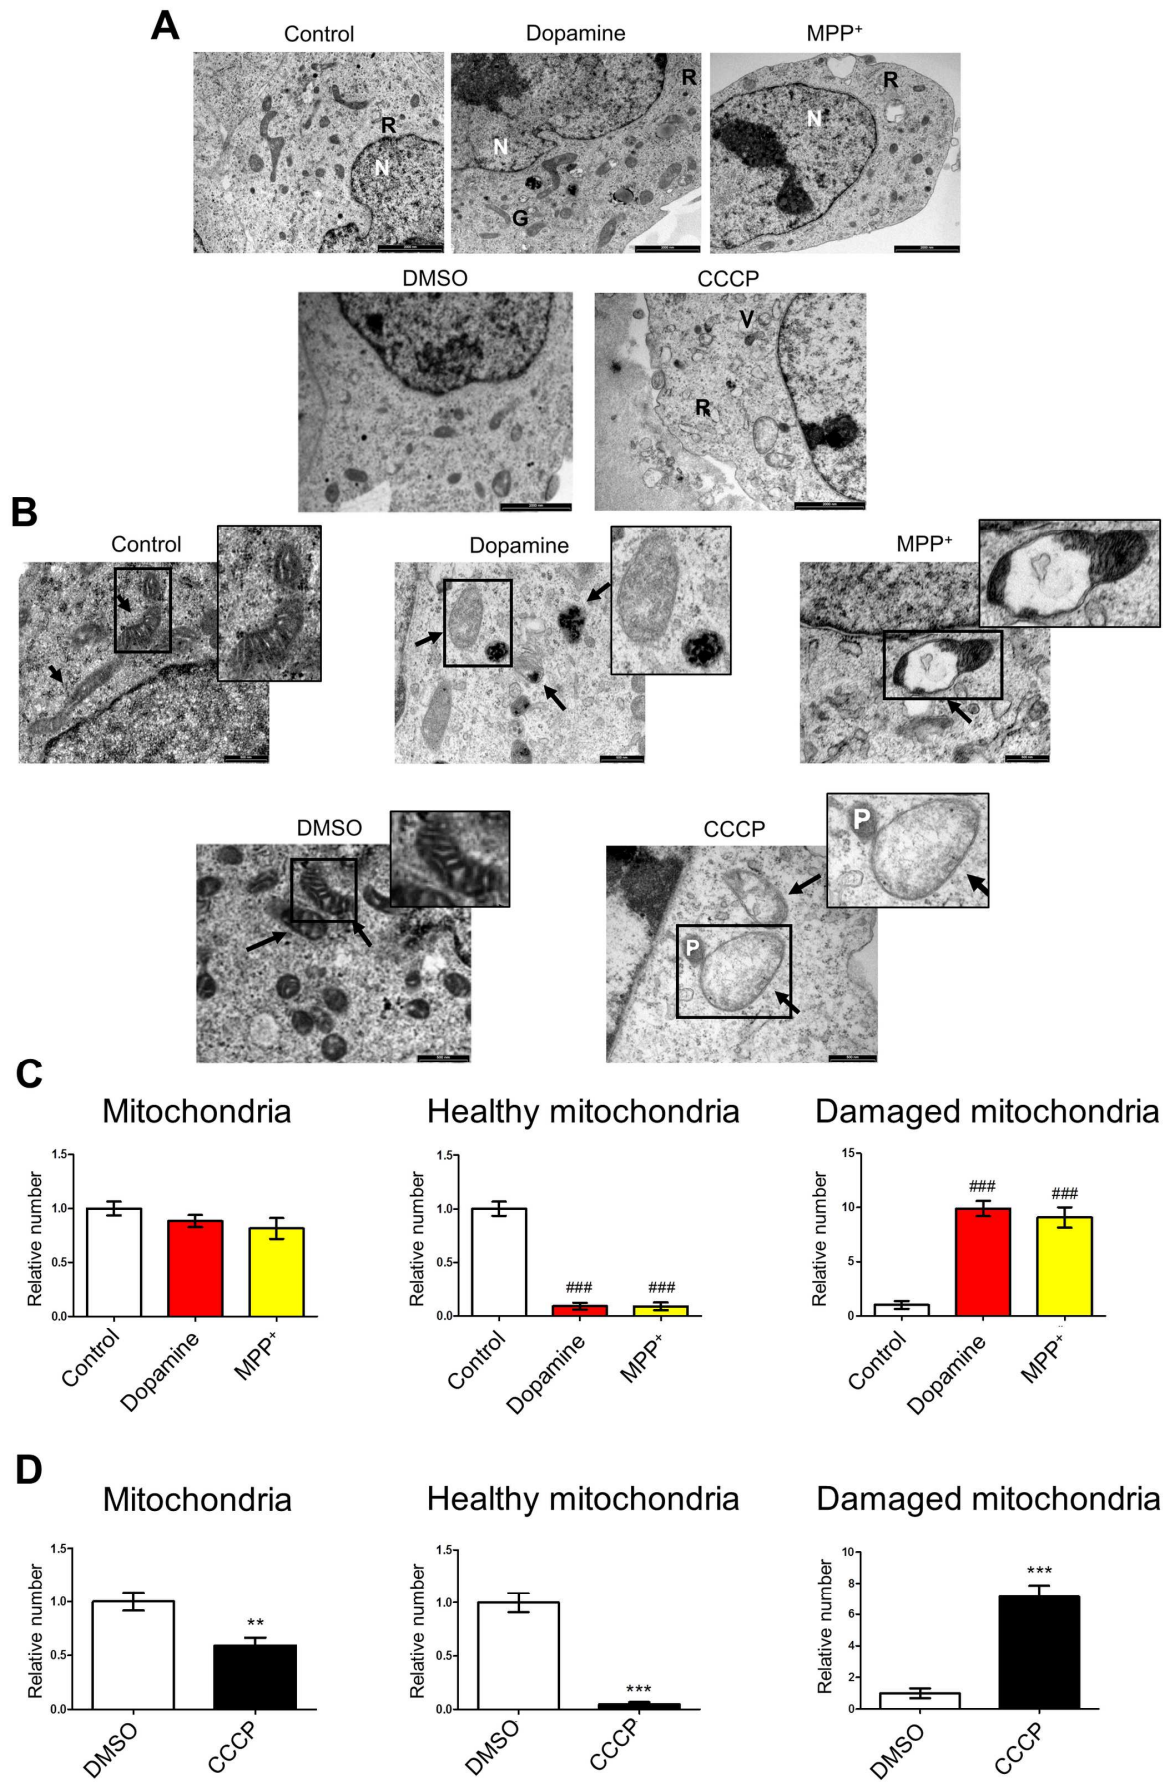 A
Control
Dopamine
MPP+
R
N
R
N
G
R
N
DMSO
CCCP
V
R
B
Control
Dopamine
MPP+
DMSO
CCCP
P
P
C
Mitochondria
Healthy mitochondria
Damaged mitochondria
Relative number
1.5
1.0
0.5
0.0
Control
Dopamine
MPP+
Relative number
1.5
1.0
0.5
0.0
### ###
Control
Dopamine
MPP+
Relative number
15
10
5
0
### ###
Control
Dopamine
MPP+
D
Mitochondria
Healthy mitochondria
Damaged mitochondria
Relative number
1.5
1.0
0.5
0.0
**
DMSO
CCCP
Relative number
1.5
1.0
0.5
0.0
***
DMSO
CCCP
Relative number
10
8
6
4
2
0
***
DMSO
CCCP